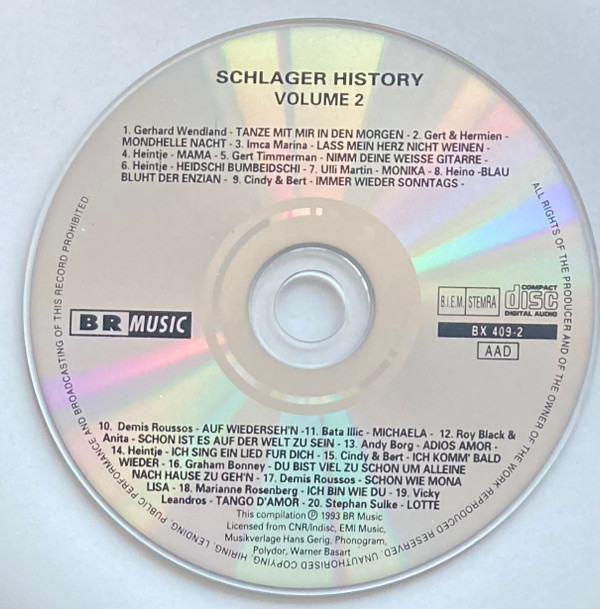 SCHLAGER HISTORY
VOLUME 2
1. Gerhard Wendland - TANZE MIT MIR IN DEN MORGEN - 2. Gert & Hermien -
MONDHELLE NACHT - 3. Imca Marina - LASS MEIN HERZ NICHT WEINEN -
4. Heintje - MAMA - 5. Gert Timmerman - NIMM DEINE WEISSE GITARRE -
6. Heintje - HEIDSCHI BUMBEIDSCHI - 7. Ulli Martin - MONIKA - 8. Heino -BLAU
BLUHT DER ENZIAN - 9. Cindy & Bert - IMMER WIEDER SONNTAGS -
BR MUSIC
B.I.E.M. STEMRA
COMPACT
disc
DIGITAL AUDIO
BX 409-2
AAD
10. Demis Roussos - AUF WIEDERSEH'N -11. Bata Illic - MICHAELA - 12. Roy Black &
Anita - SCHON IST ES AUF DER WELT ZU SEIN - 13. Andy Borg - ADIOS AMOR -
14. Heintje - ICH SING EIN LIED FUR DICH - 15. Cindy & Bert - ICH KOMM' BALD
WIEDER - 16. Graham Bonney - DU BIST VIEL ZU SCHON UM ALLEINE
NACH HAUSE ZU GEH'N - 17. Demis Roussos - SCHON WIE MONA
LISA - 18. Marianne Rosenberg - ICH BIN WIE DU - 19. Vicky
Leandros - TANGO D'AMOR - 20. Stephan Sulke - LOTTE
This compilation ℗ 1993 BR Music
Licensed from CNR/Indisc, EMI Music,
Musikverlage Hans Gerig, Phonogram,
Polydor, Warner Basart
ALL RIGHTS OF THE PRODUCER AND OF THE OWNER OF THE WORK REPRODUCED RESERVED. UNAUTHORISED COPYING, HIRING, LENDING, PUBLIC PERFORMANCE AND BROADCASTING OF THIS RECORD PROHIBITED